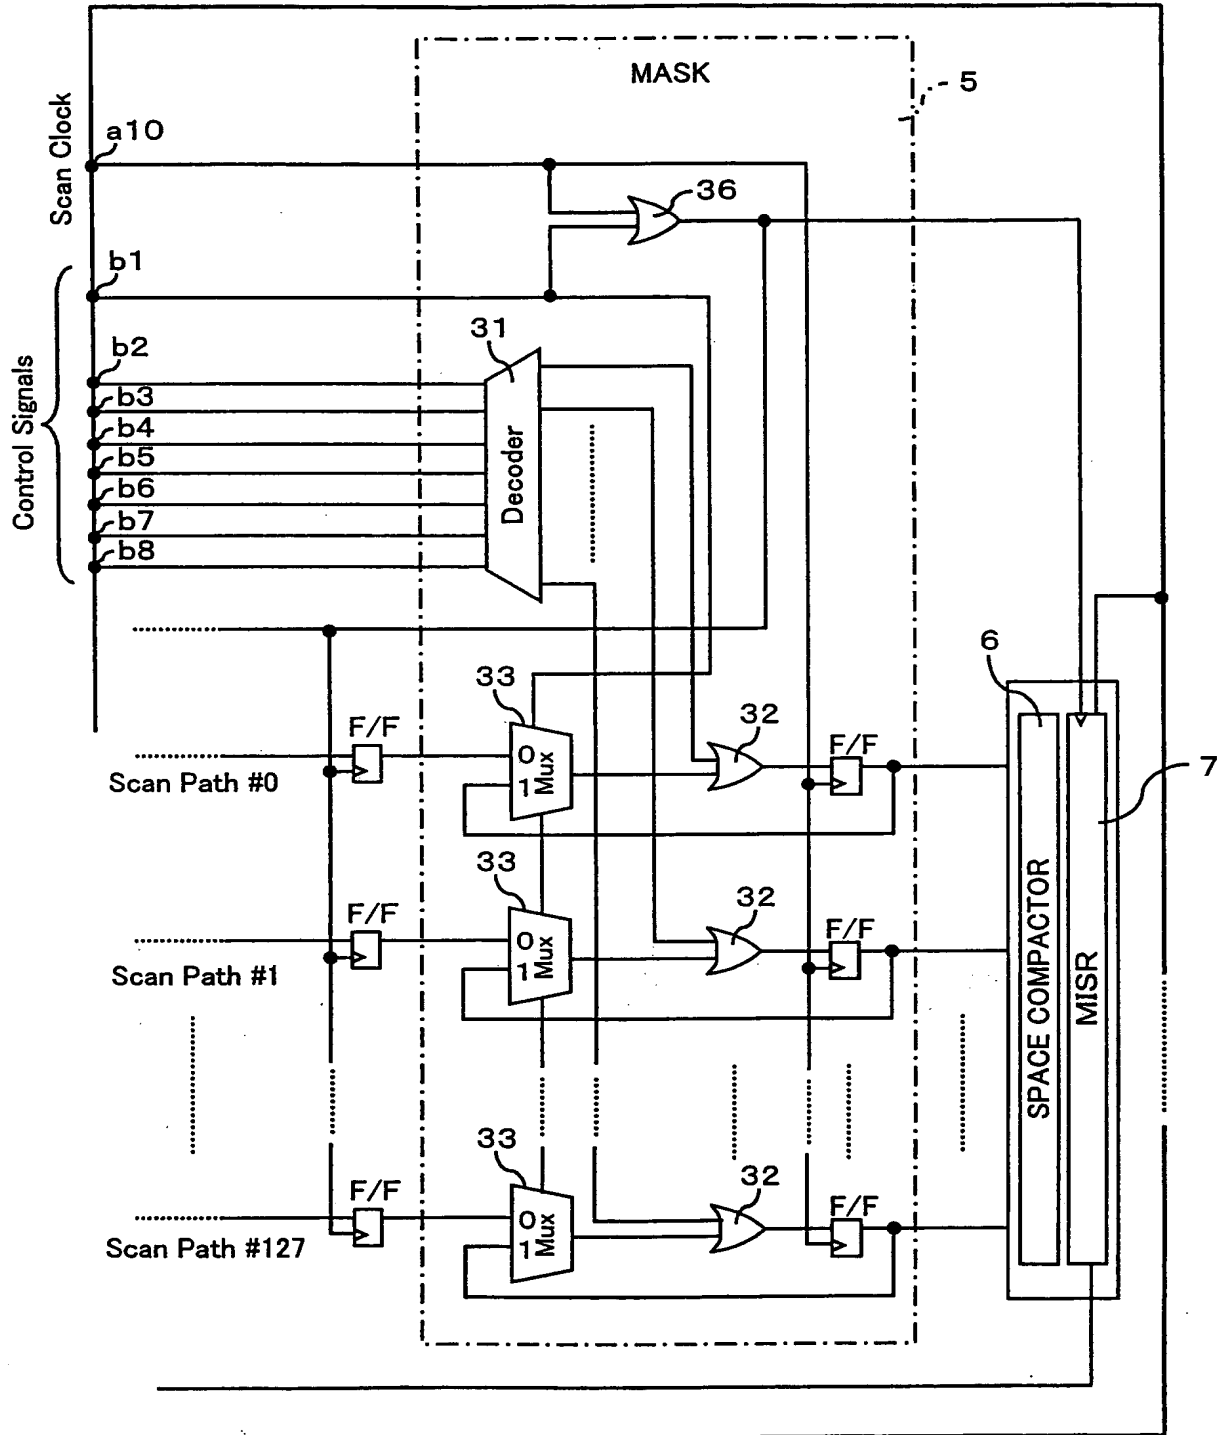 MASK
5
Scan Clock
a10
36
b1
Control Signals
b2
b3
b4
b5
b6
b7
b8
31
Decoder
6
7
33
32
F/F
0
1
Mux
F/F
Scan Path #0
33
32
F/F
0
1
Mux
F/F
Scan Path #1
SPACE COMPACTOR
MISR
33
32
F/F
0
1
Mux
F/F
Scan Path #127